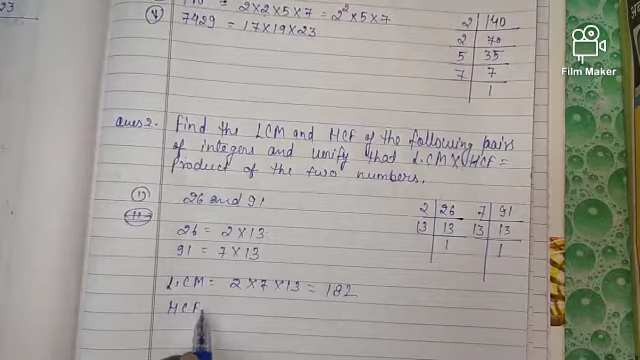 23
= 2×2×5×7 = 2²×5×7
7429 = 17×19×23
2 140
2 70
5 35
7 7
1
Film Maker
ques 2. Find the LCM and HCF of the following pairs
of integers and verify that L.CM × HCF =
Product of the two numbers.
26 and 91
26 = 2×13
91 = 7×13
2 26 7 91
13 13 13 13
1 1
L.CM = 2×7×13 = 182
HCF